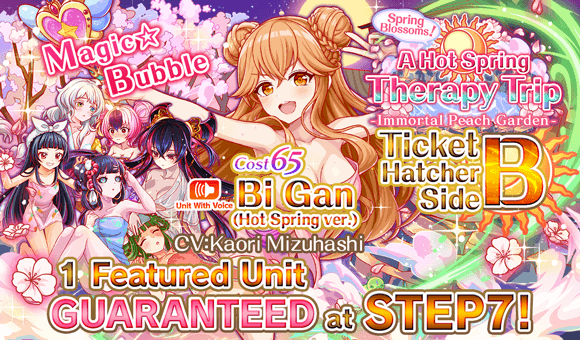 Magic☆
Bubble
Spring
Blossoms!
A Hot Spring
Therapy Trip
-Immortal Peach Garden-
Ticket
Hatcher
Side B
Cost 65
Unit With Voice
Bi Gan
(Hot Spring ver.)
CV:Kaori Mizuhashi
1 Featured Unit
GUARANTEED at STEP7!